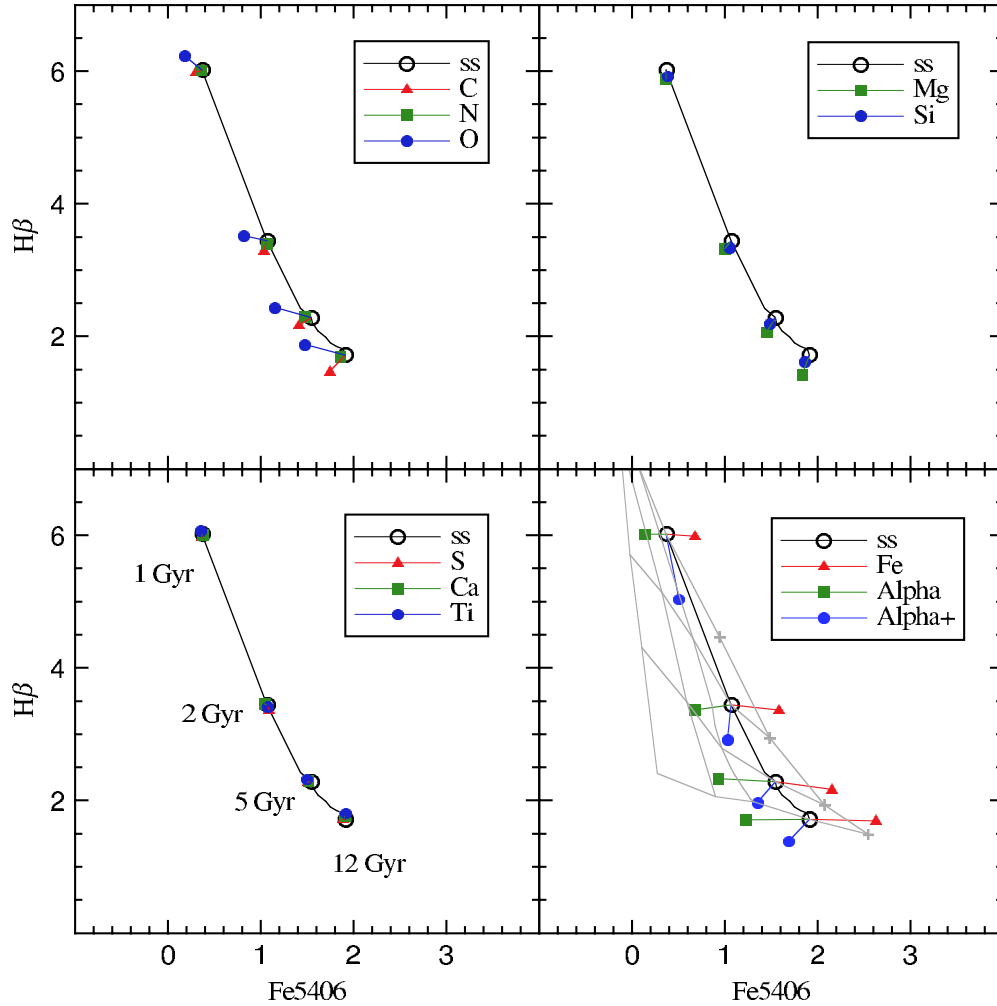 ss
C
N
O
6
4
2
Hβ
ss
Mg
Si
ss
S
Ca
Ti
1 Gyr
2 Gyr
5 Gyr
12 Gyr
6
4
2
Hβ
0 1 2 3
Fe5406
ss
Fe
Alpha
Alpha+
0 1 2 3
Fe5406